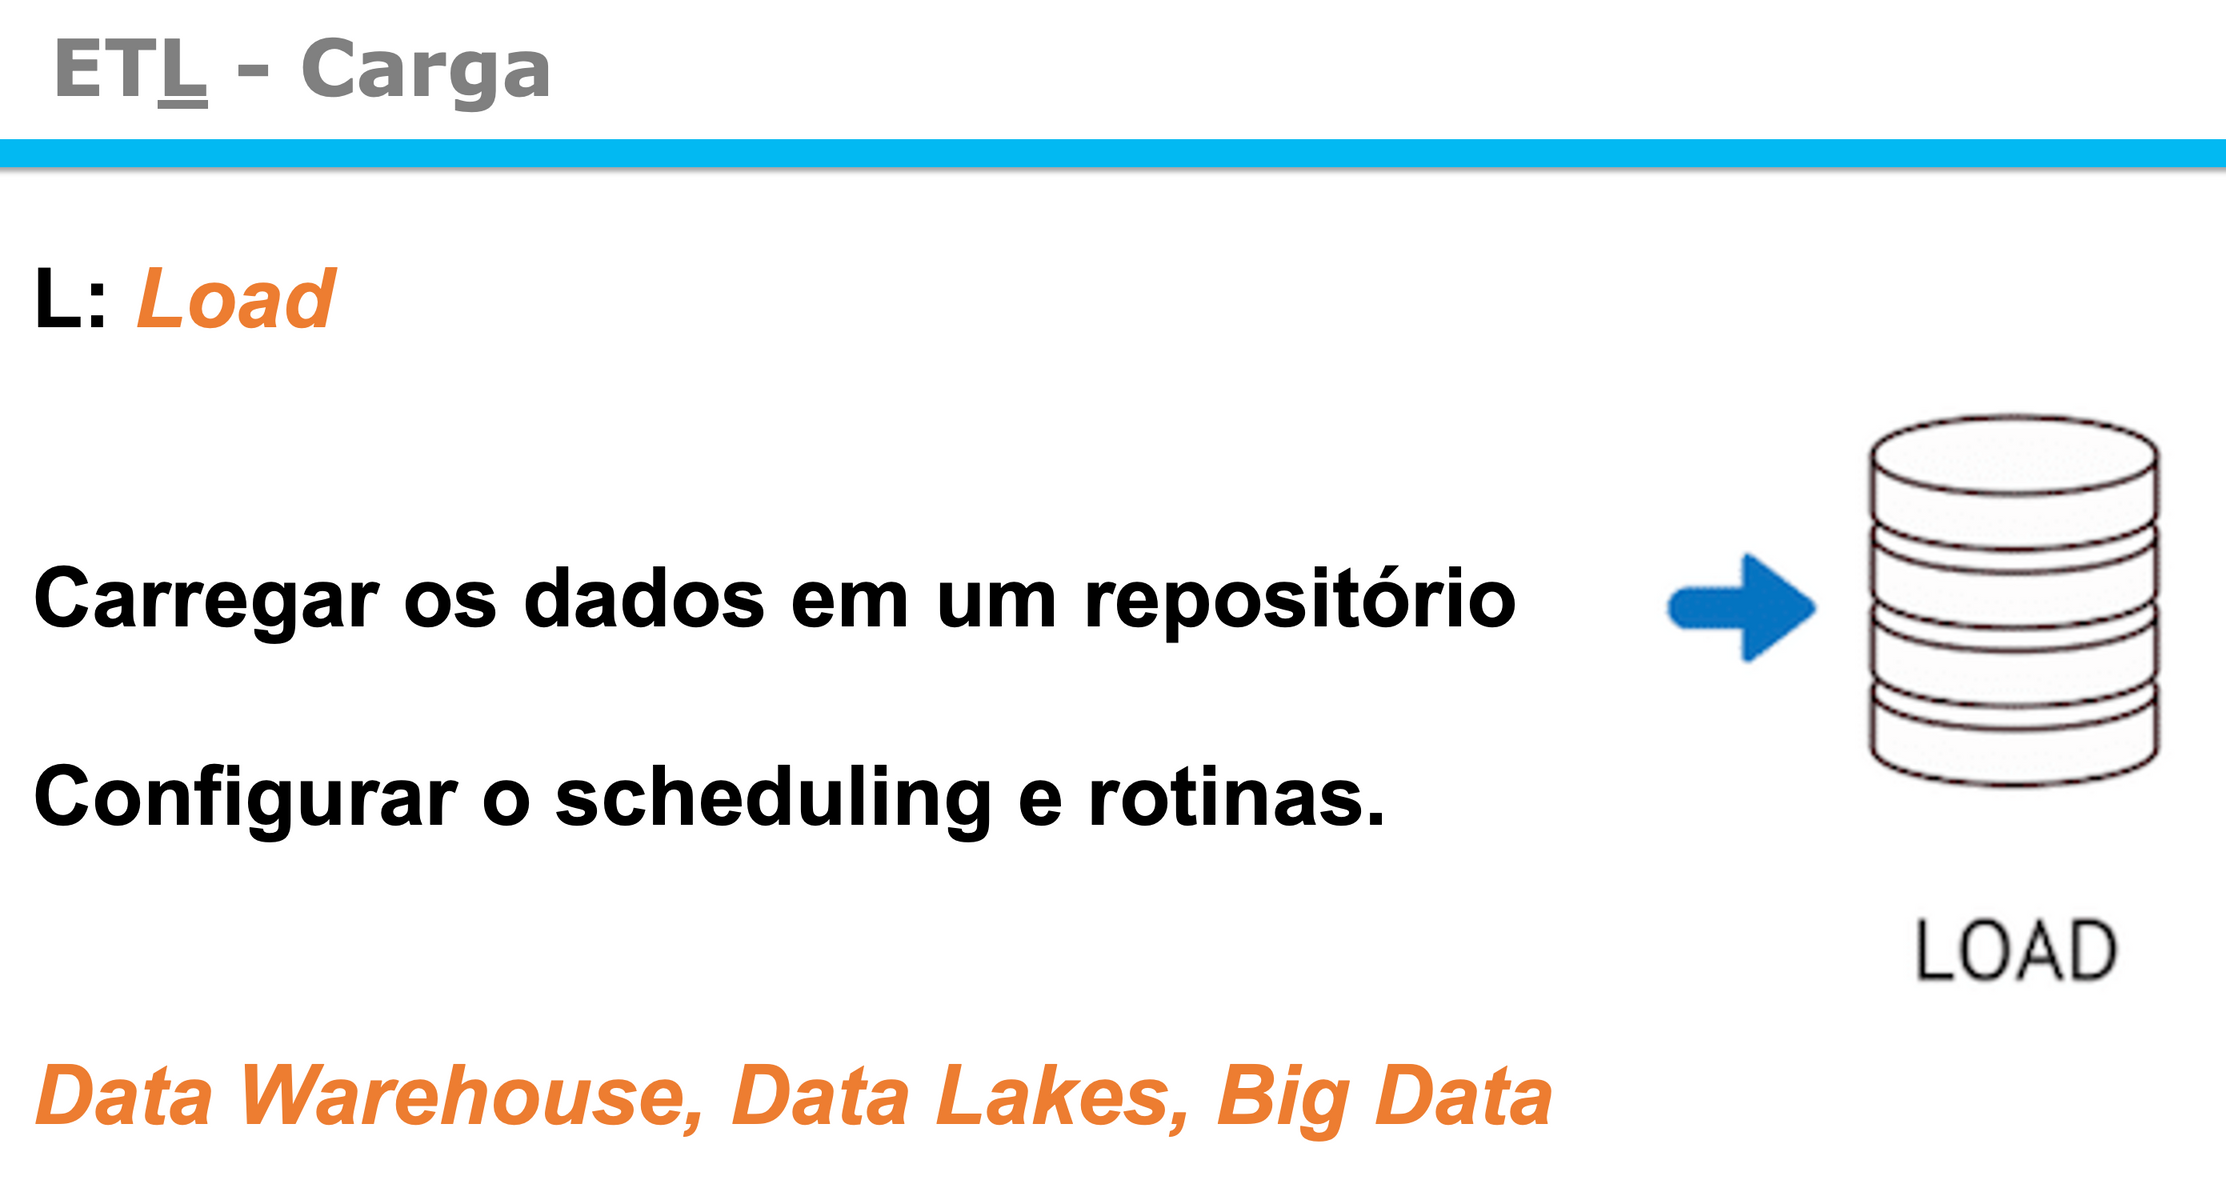 ETL - Carga
L: Load
Carregar os dados em um repositório
Configurar o scheduling e rotinas.
LOAD
Data Warehouse, Data Lakes, Big Data